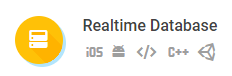 Realtime Database
iOS </> C++